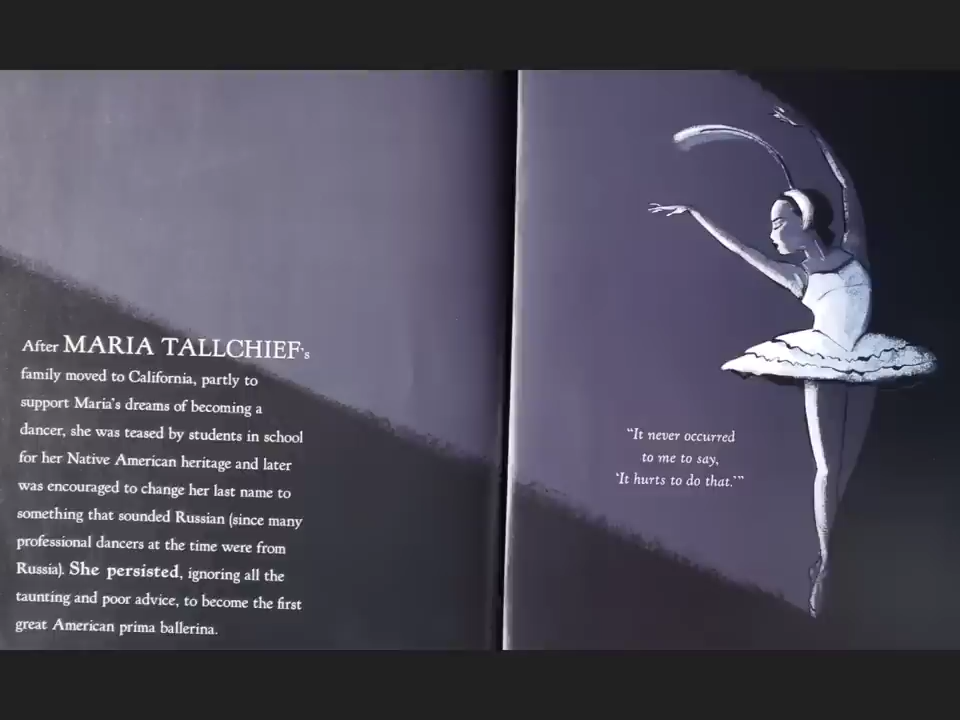 After MARIA TALLCHIEF's
family moved to California, partly to
support Maria's dreams of becoming a
dancer, she was teased by students in school
for her Native American heritage and later
was encouraged to change her last name to
something that sounded Russian (since many
professional dancers at the time were from
Russia). She persisted, ignoring all the
taunting and poor advice, to become the first
great American prima ballerina.
"It never occurred
to me to say,
'It hurts to do that.'"